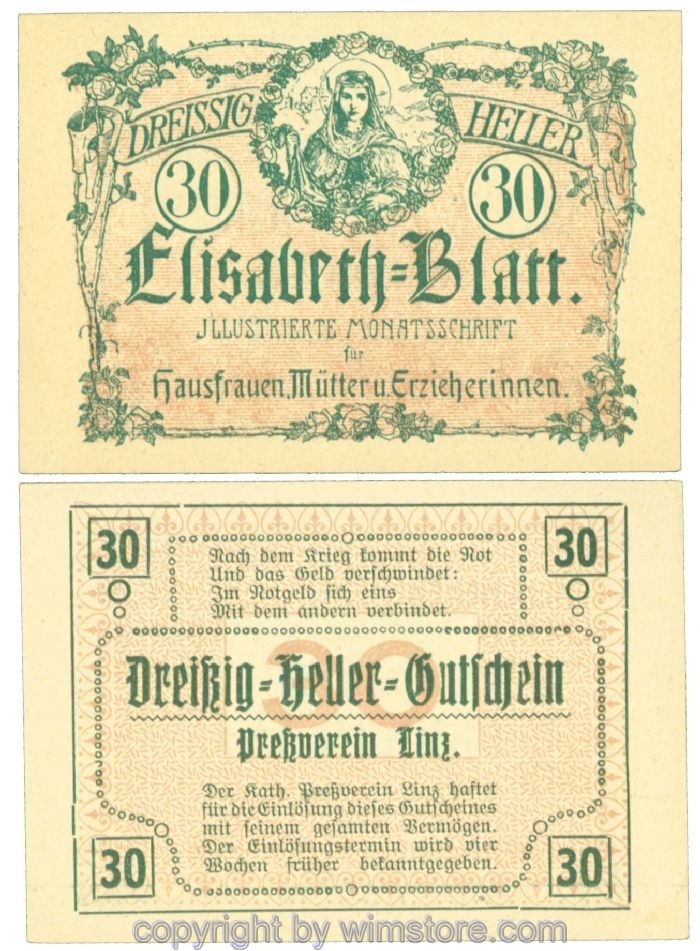 DREISSIG HELLER
30 30
Elisabeth=Blatt.
JLLUSTRIERTE MONATSSCHRIFT
für
Hausfrauen, Mütter u. Erzieherinnen.
30 30
Nach dem Krieg kommt die Not
Und das Geld verschwindet:
Im Notgeld sich eins
Mit dem andern verbindet.
30
Dreißig=Heller=Gutschein
Preßverein Linz.
Der Kath. Preßverein Linz haftet
für die Einlösung dieses Gutscheines
mit seinem gesamten Vermögen.
Der Einlösungstermin wird vier
Wochen früher bekanntgegeben.
30 30
copyright by wimstore.com